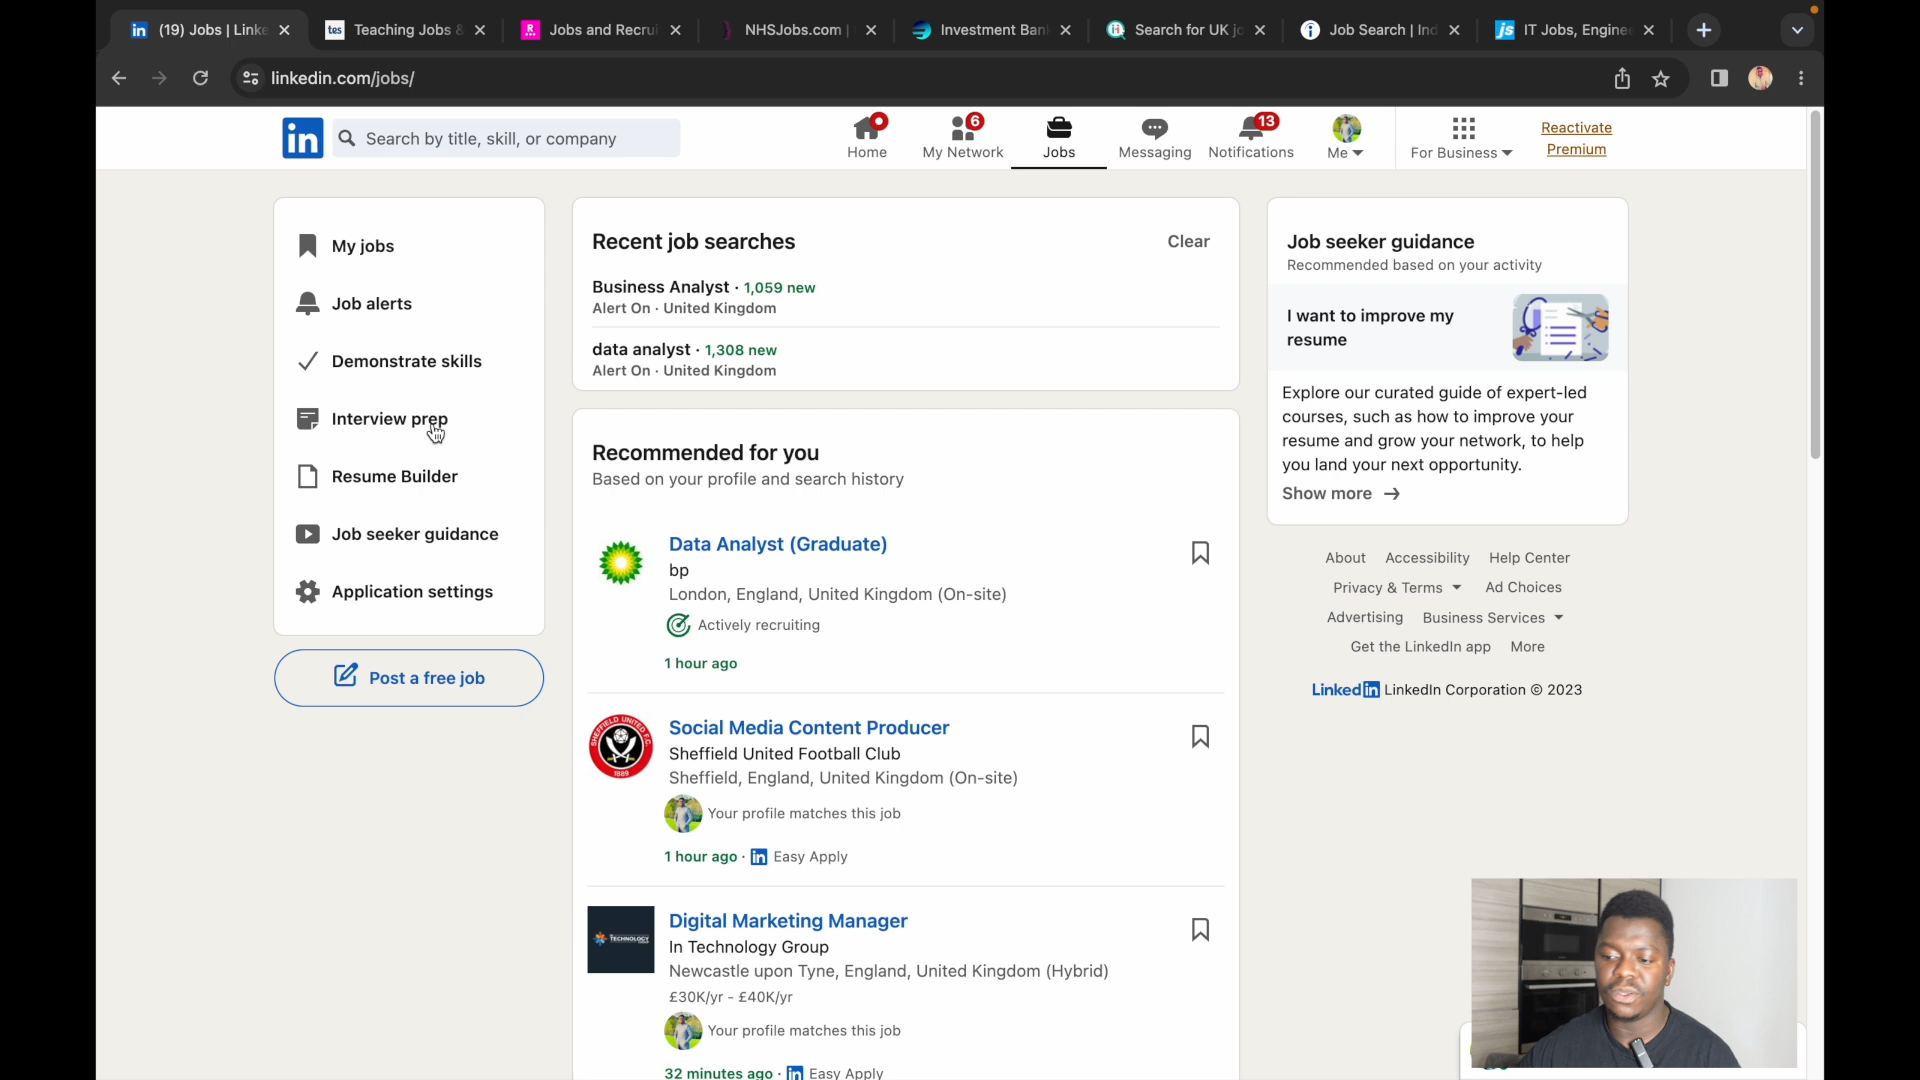 (19) Jobs | Linke
Teaching Jobs &
Jobs and Recrui
NHSJobs.com |
Investment Ban
Search for UK jo
Job Search | Ind
IT Jobs, Enginee
linkedin.com/jobs/
Search by title, skill, or company
Home
6
My Network
Jobs
Messaging
13
Notifications
Me
For Business
Reactivate
Premium
My jobs
Job alerts
Demonstrate skills
Interview prep
Resume Builder
Job seeker guidance
Application settings
Post a free job
Recent job searches
Clear
Business Analyst · 1,059 new
Alert On · United Kingdom
data analyst · 1,308 new
Alert On · United Kingdom
Recommended for you
Based on your profile and search history
Data Analyst (Graduate)
bp
London, England, United Kingdom (On-site)
Actively recruiting
1 hour ago
SHEFFIELD UNITED F.C.
1889
Social Media Content Producer
Sheffield United Football Club
Sheffield, England, United Kingdom (On-site)
Your profile matches this job
1 hour ago · in Easy Apply
TECHNOLOGY
Digital Marketing Manager
In Technology Group
Newcastle upon Tyne, England, United Kingdom (Hybrid)
£30K/yr - £40K/yr
Your profile matches this job
32 minutes ago · in Easy Apply
Job seeker guidance
Recommended based on your activity
I want to improve my
resume
Explore our curated guide of expert-led
courses, such as how to improve your
resume and grow your network, to help
you land your next opportunity.
Show more
About Accessibility Help Center
Privacy & Terms Ad Choices
Advertising Business Services
Get the LinkedIn app More
LinkedIn LinkedIn Corporation © 2023